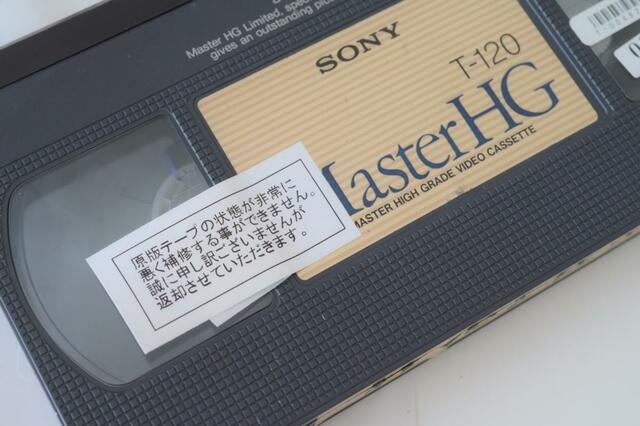 Master HG Limited, spec
gives an outstanding pic
SONY
T-120
MasterHG
MASTER HIGH GRADE VIDEO CASSETTE
原版テープの状態が非常に
悪く補修する事ができません。
誠に申し訳ございませんが
返却させていただきます。